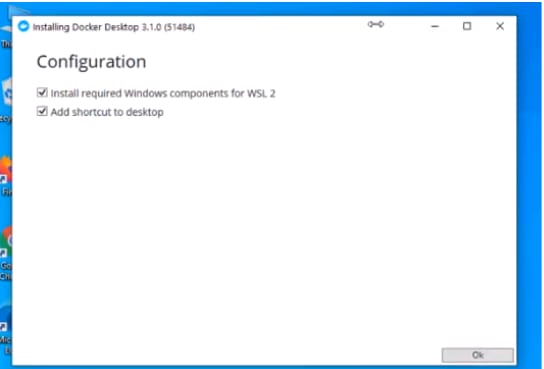 Installing Docker Desktop 3.1.0 (51484)
Configuration
Install required Windows components for WSL 2
Add shortcut to desktop
Ok